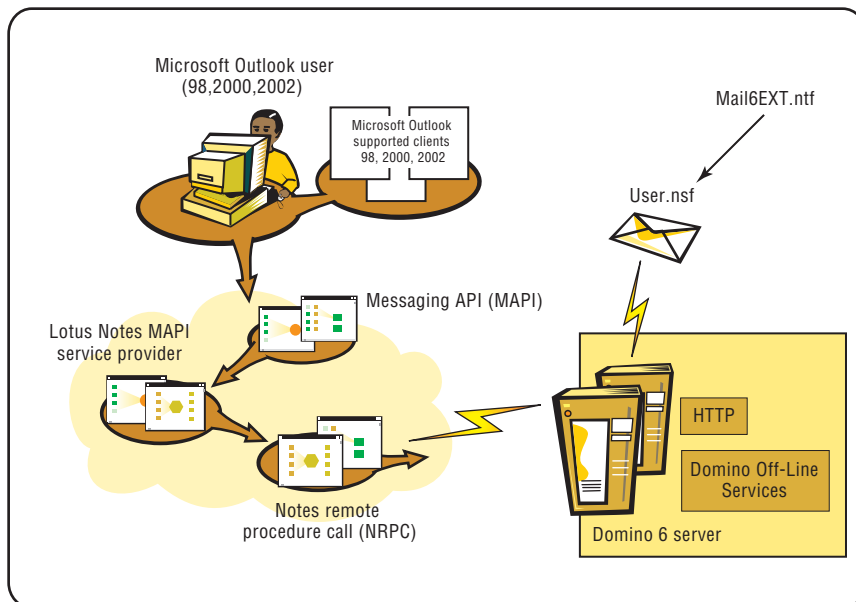 Microsoft Outlook user
(98,2000,2002)
Microsoft Outlook
supported clients
98, 2000, 2002
Mail6EXT.ntf
User.nsf
Messaging API (MAPI)
Lotus Notes MAPI
service provider
Notes remote
procedure call (NRPC)
HTTP
Domino Off-Line
Services
Domino 6 server